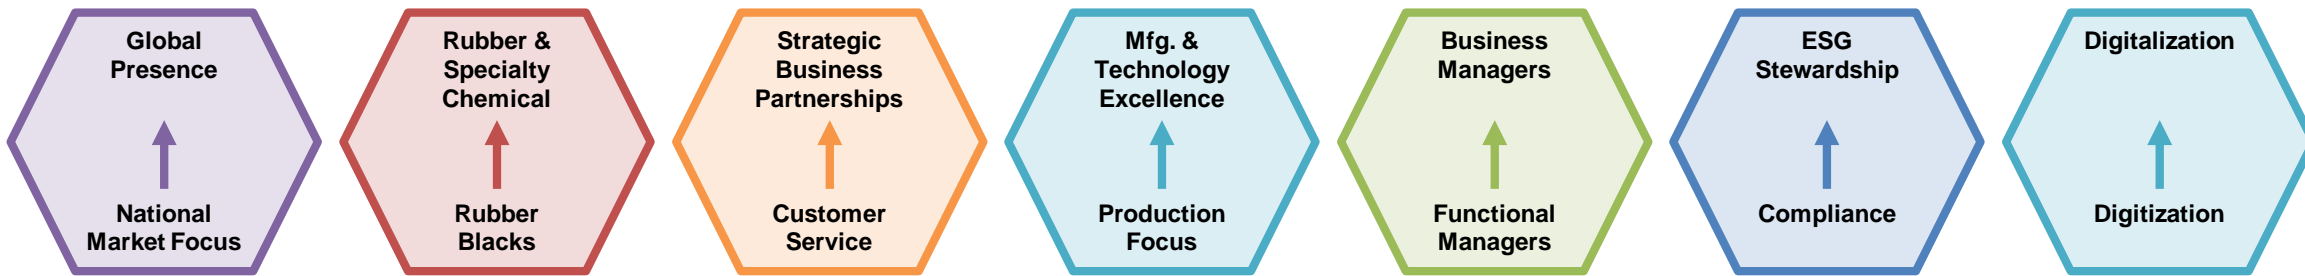 Global
Presence
National
Market Focus
Rubber &
Specialty
Chemical
Rubber
Blacks
Strategic
Business
Partnerships
Customer
Service
Mfg. &
Technology
Excellence
Production
Focus
Business
Managers
Functional
Managers
ESG
Stewardship
Compliance
Digitalization
Digitization